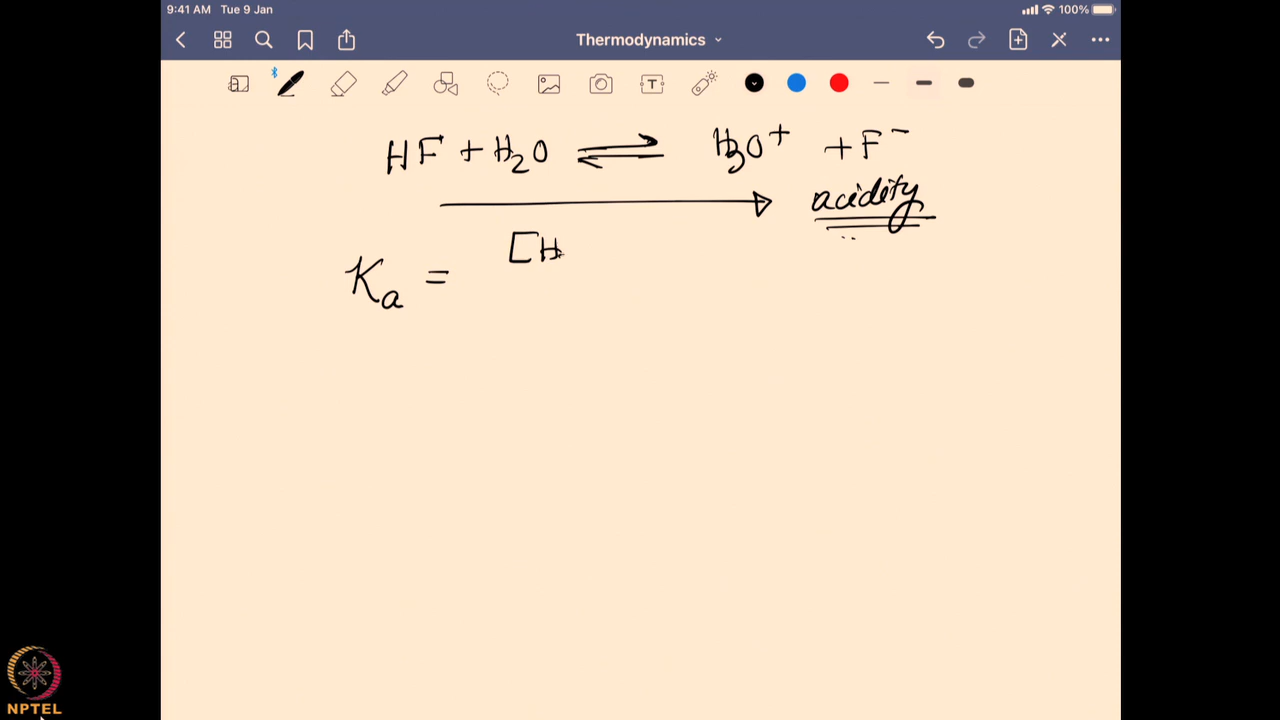 9:41 AM Tue 9 Jan 100%
Thermodynamics
T
HF + H2O ⇌ H3O+ + F−
acidity
Ka = [H
NPTEL